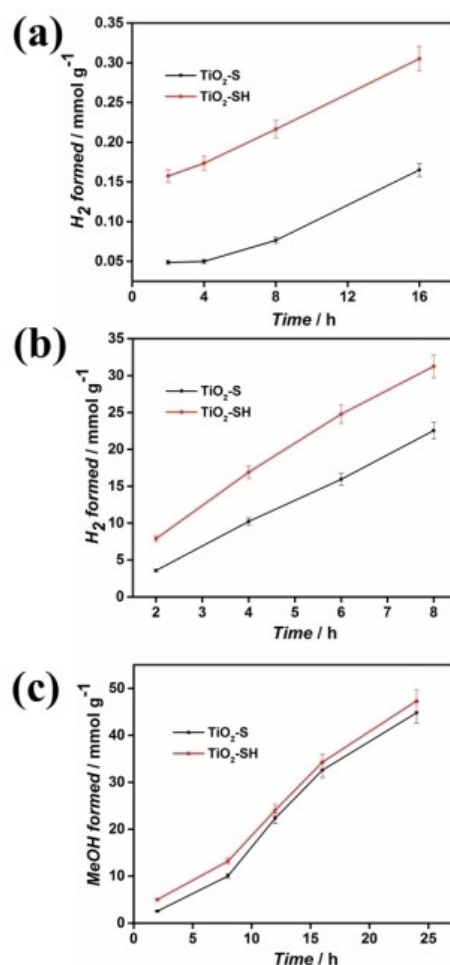 (a)
H₂ formed / mmol g⁻¹
0.35
0.30
0.25
0.20
0.15
0.10
0.05
TiO₂-S
TiO₂-SH
4 8 12 16
Time / h
(b)
H₂ formed / mmol g⁻¹
35
30
25
20
15
10
5
0
TiO₂-S
TiO₂-SH
2 3 4 5 6 7 8
Time / h
(c)
MeOH formed / mmol g⁻¹
50
40
30
20
10
0
TiO₂-S
TiO₂-SH
0 5 10 15 20 25
Time / h